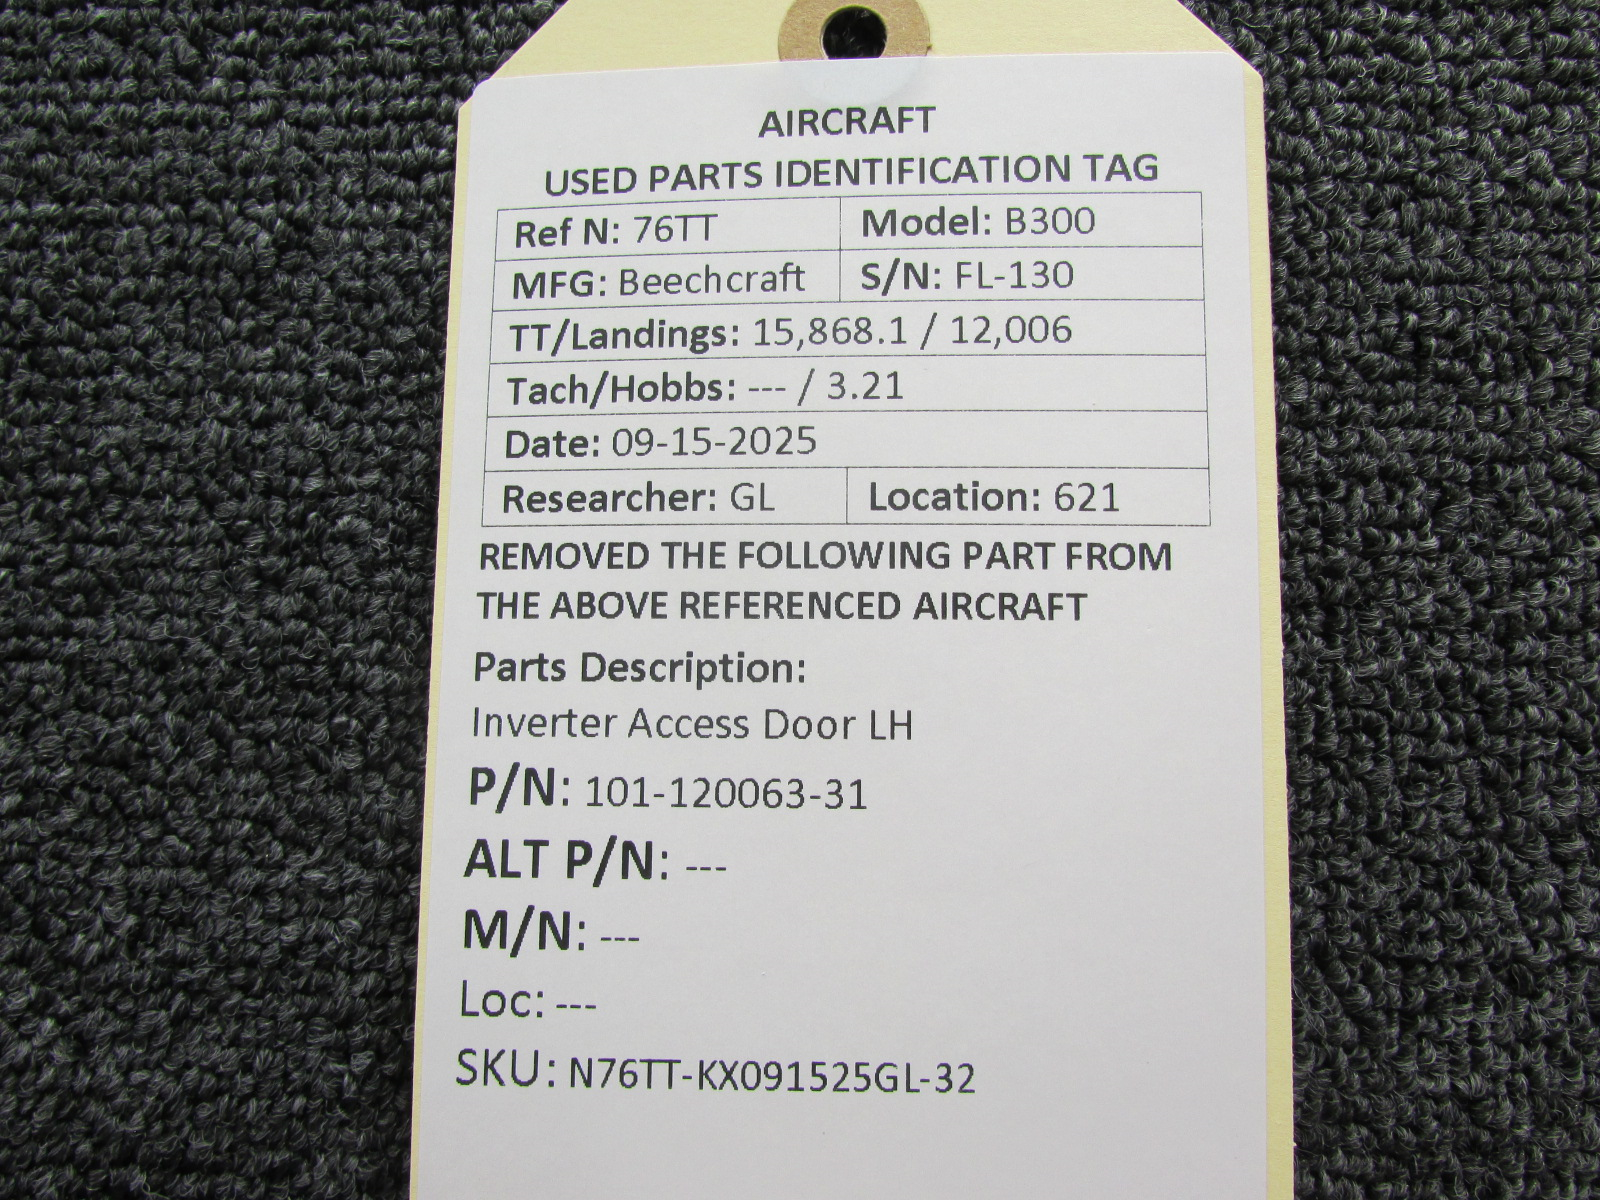 AIRCRAFT
USED PARTS IDENTIFICATION TAG
Ref N: 76TT Model: B300
MFG: Beechcraft S/N: FL-130
TT/Landings: 15,868.1 / 12,006
Tach/Hobbs: --- / 3.21
Date: 09-15-2025
Researcher: GL Location: 621
REMOVED THE FOLLOWING PART FROM
THE ABOVE REFERENCED AIRCRAFT
Parts Description:
Inverter Access Door LH
P/N: 101-120063-31
ALT P/N: ---
M/N: ---
Loc: ---
SKU: N76TT-KX091525GL-32